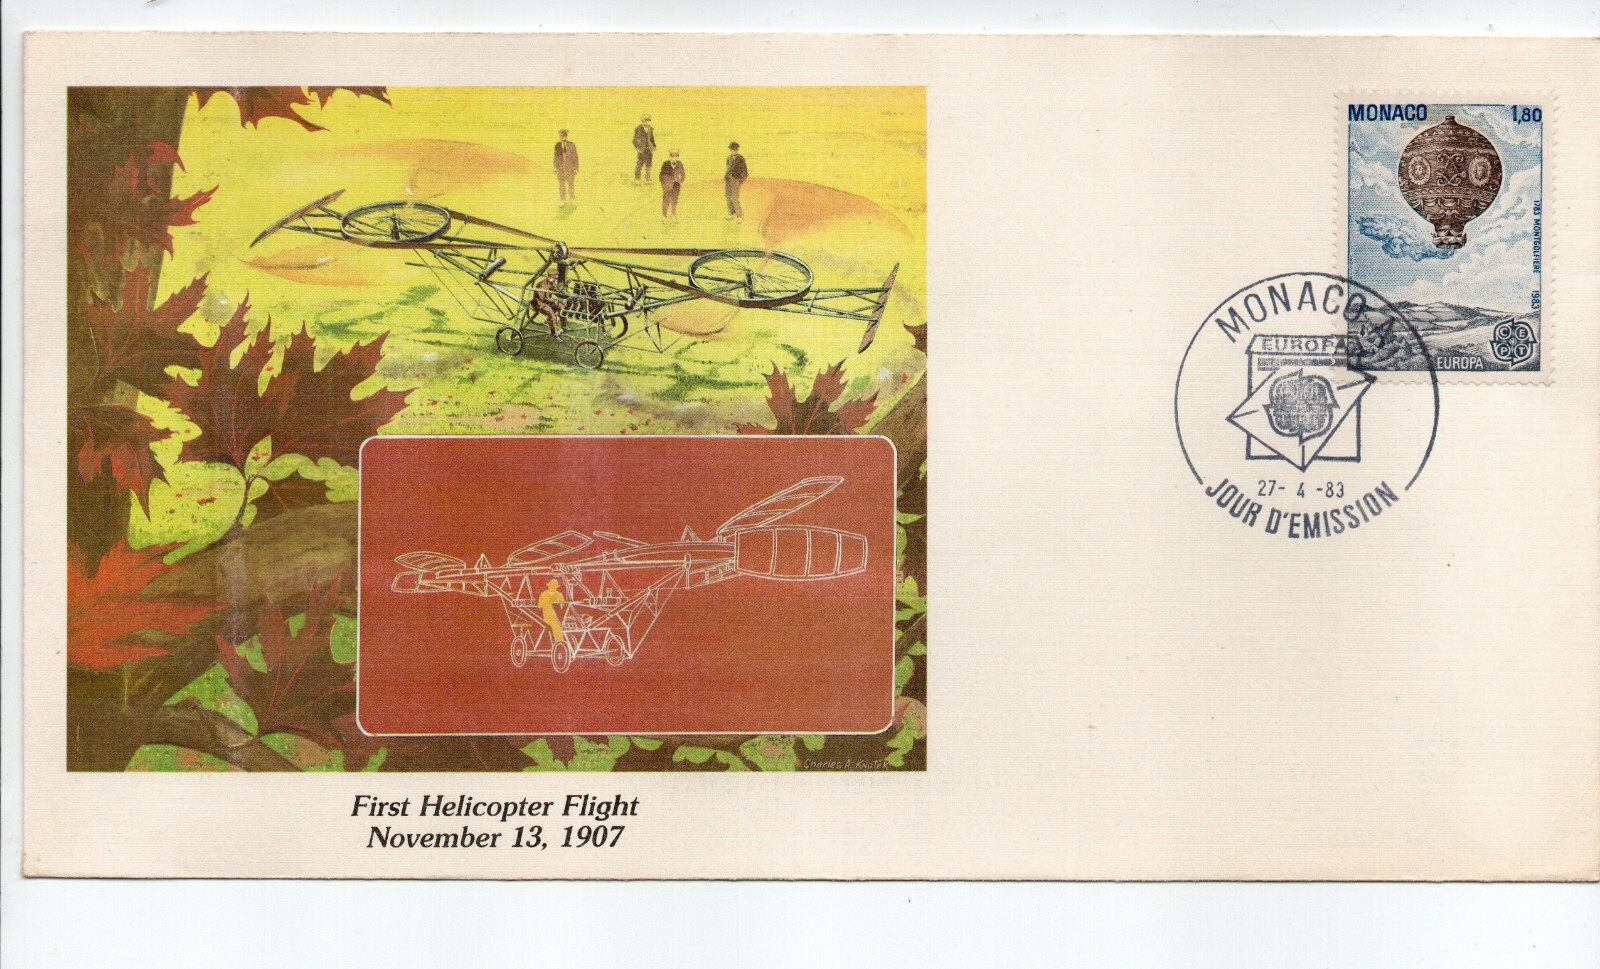 MONACO 1,80
1783 MONTGOLFIERE 1983
EUROPA
CEPT
MONACO-A
EUROPA
27- 4 -83
JOUR D'EMISSION
Charles A. Knotek
First Helicopter Flight
November 13, 1907